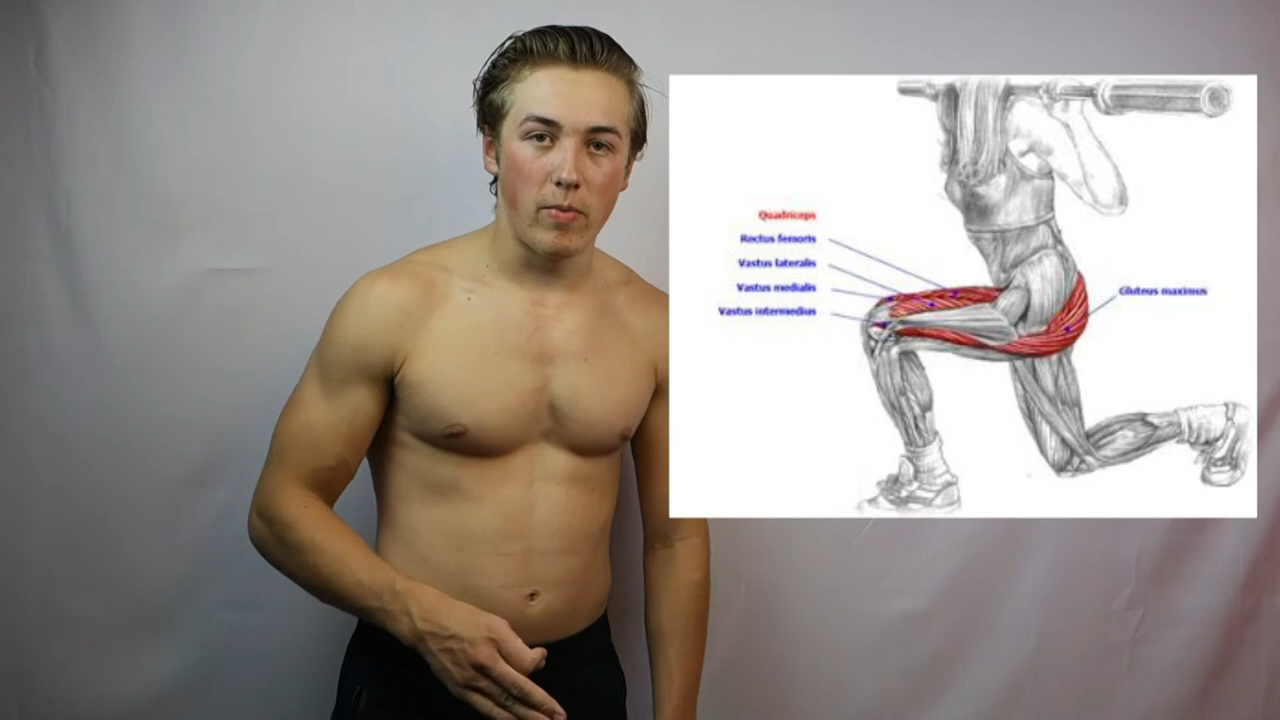 Quadriceps
Rectus femoris
Vastus lateralis
Vastus medialis
Vastus intermedius
Gluteus maximus